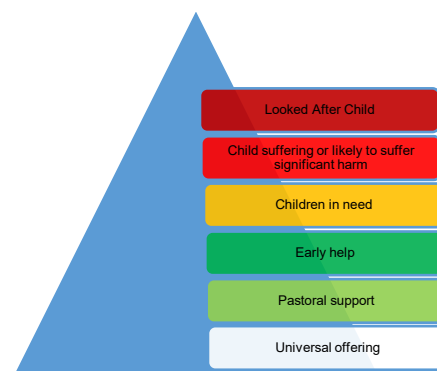 Looked After Child
Child suffering or likely to suffer
significant harm
Children in need
Early help
Pastoral support
Universal offering